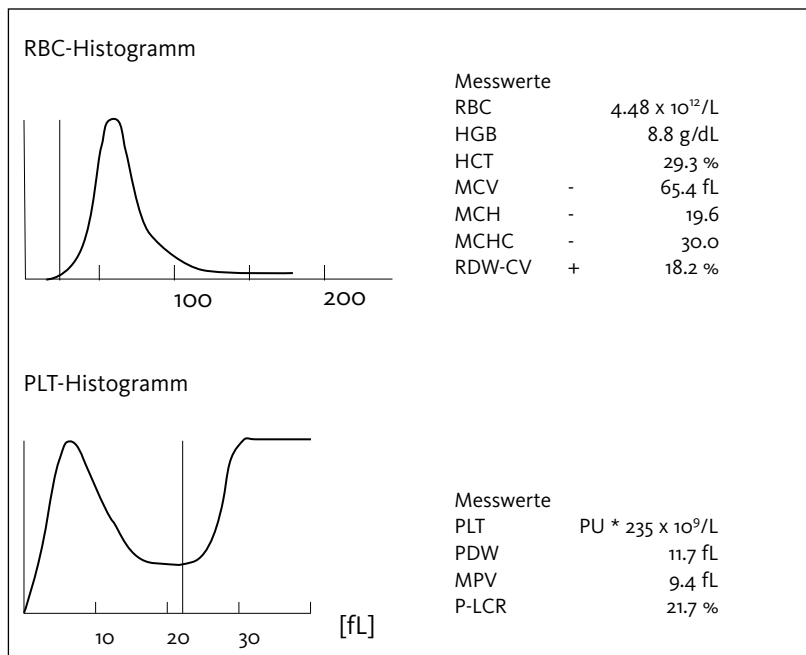 RBC-Histogramm
100 200
Messwerte
RBC 4.48 x 10¹²/L
HGB 8.8 g/dL
HCT 29.3 %
MCV - 65.4 fL
MCH - 19.6
MCHC - 30.0
RDW-CV + 18.2 %
PLT-Histogramm
10 20 30 [fL]
Messwerte
PLT PU * 235 x 10⁹/L
PDW 11.7 fL
MPV 9.4 fL
P-LCR 21.7 %